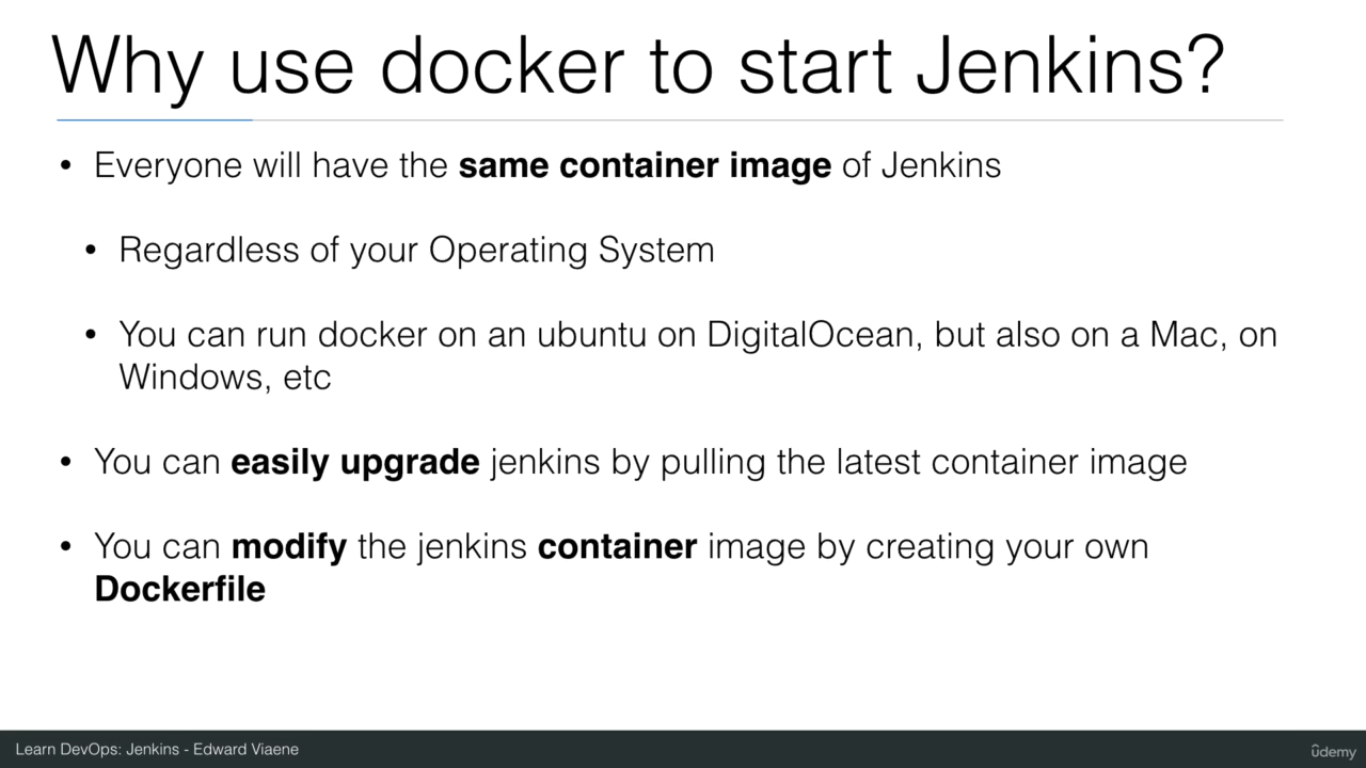 Why use docker to start Jenkins?
• Everyone will have the same container image of Jenkins
• Regardless of your Operating System
• You can run docker on an ubuntu on DigitalOcean, but also on a Mac, on
Windows, etc
• You can easily upgrade jenkins by pulling the latest container image
• You can modify the jenkins container image by creating your own
Dockerfile
Learn DevOps: Jenkins - Edward Viaene
ûdemy